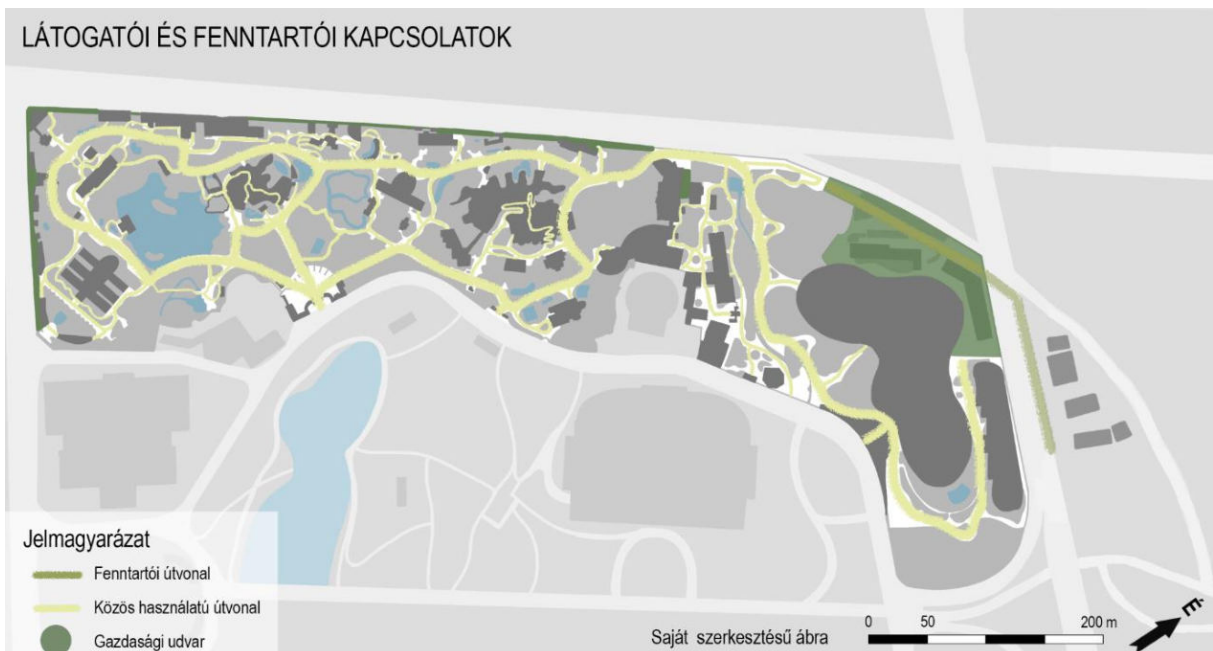 LÁTOGATÓI ÉS FENNTARTÓI KAPCSOLATOK
Jelmagyarázat
Fenntartói útvonal
Közös használatú útvonal
Gazdasági udvar
Saját szerkesztésű ábra
0 50 200 m
É